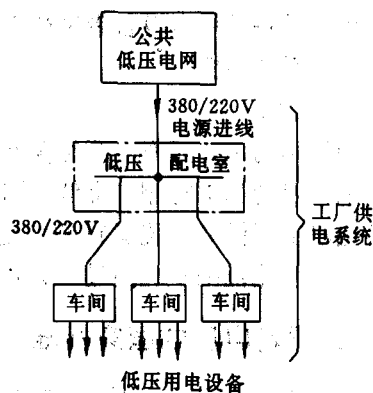 公共
低压电网
380/220V
电源进线
低压 配电室
380/220V
工厂供
电系统
车间 车间 车间
低压用电设备